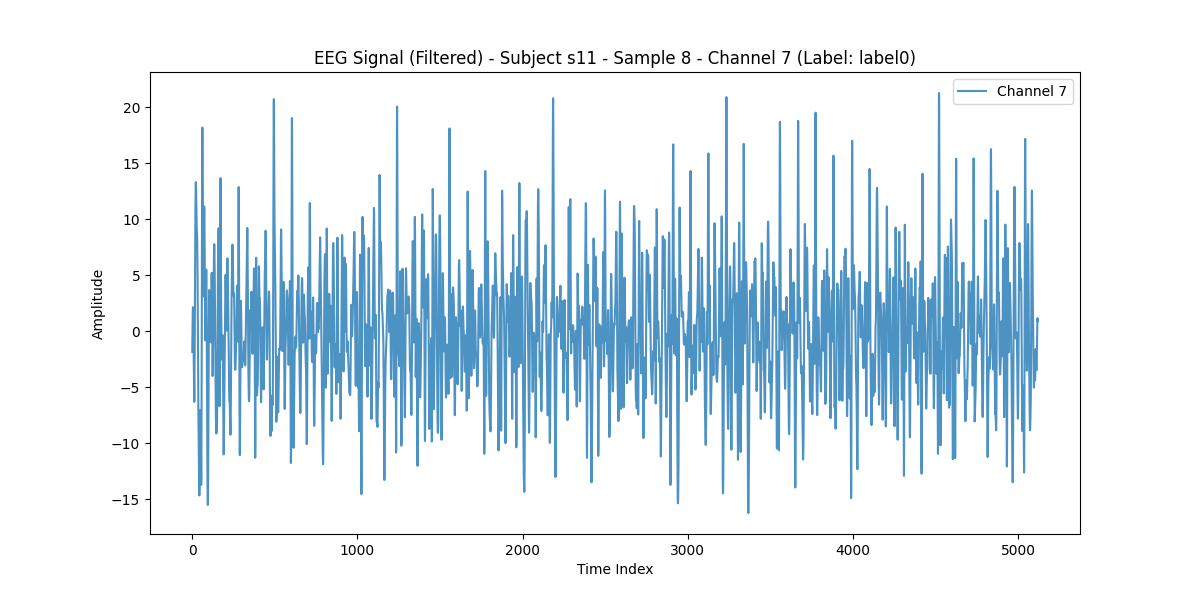 EEG Signal (Filtered) - Subject s11 - Sample 8 - Channel 7 (Label: label0)
Channel 7
20
15
10
5
0
−5
−10
−15
Amplitude
0 1000 2000 3000 4000 5000
Time Index